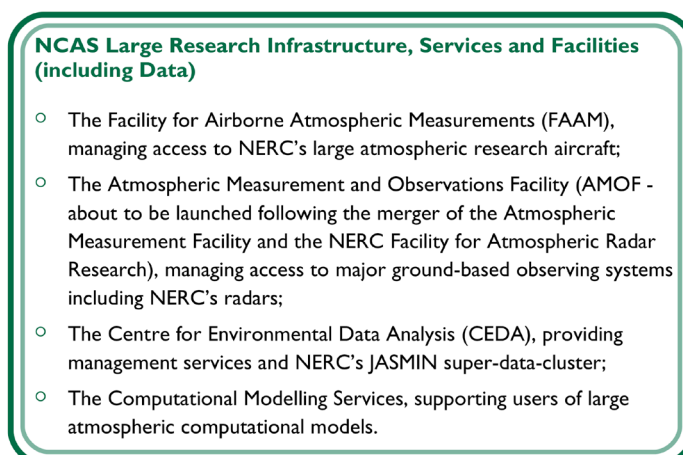 NCAS Large Research Infrastructure, Services and Facilities
(including Data)
The Facility for Airborne Atmospheric Measurements (FAAM),
managing access to NERC's large atmospheric research aircraft;
The Atmospheric Measurement and Observations Facility (AMOF -
about to be launched following the merger of the Atmospheric
Measurement Facility and the NERC Facility for Atmospheric Radar
Research), managing access to major ground-based observing systems
including NERC's radars;
The Centre for Environmental Data Analysis (CEDA), providing
management services and NERC's JASMIN super-data-cluster;
The Computational Modelling Services, supporting users of large
atmospheric computational models.